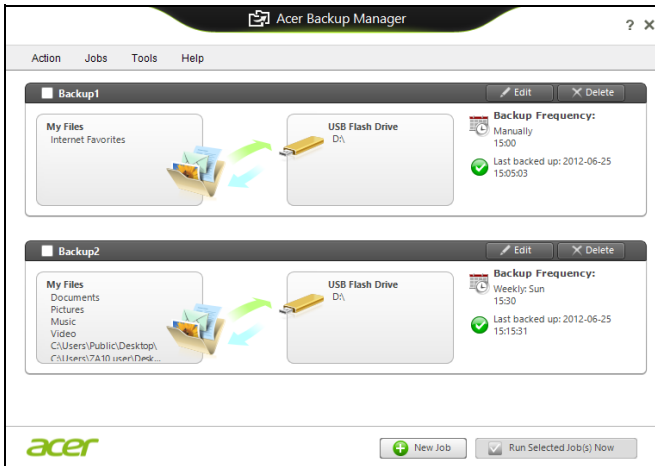 Acer Backup Manager
? X
Action Jobs Tools Help
Backup1 Edit Delete
My Files
Internet Favorites
USB Flash Drive
D:\
Backup Frequency:
Manually
15:00
Last backed up: 2012-06-25
15:05:03
Backup2 Edit Delete
My Files
Documents
Pictures
Music
Video
C:\Users\Public\Desktop\
C:\Users\ZA10 user\Desk...
USB Flash Drive
D:\
Backup Frequency:
Weekly: Sun
15:30
Last backed up: 2012-06-25
15:15:31
acer
New Job
Run Selected Job(s) Now